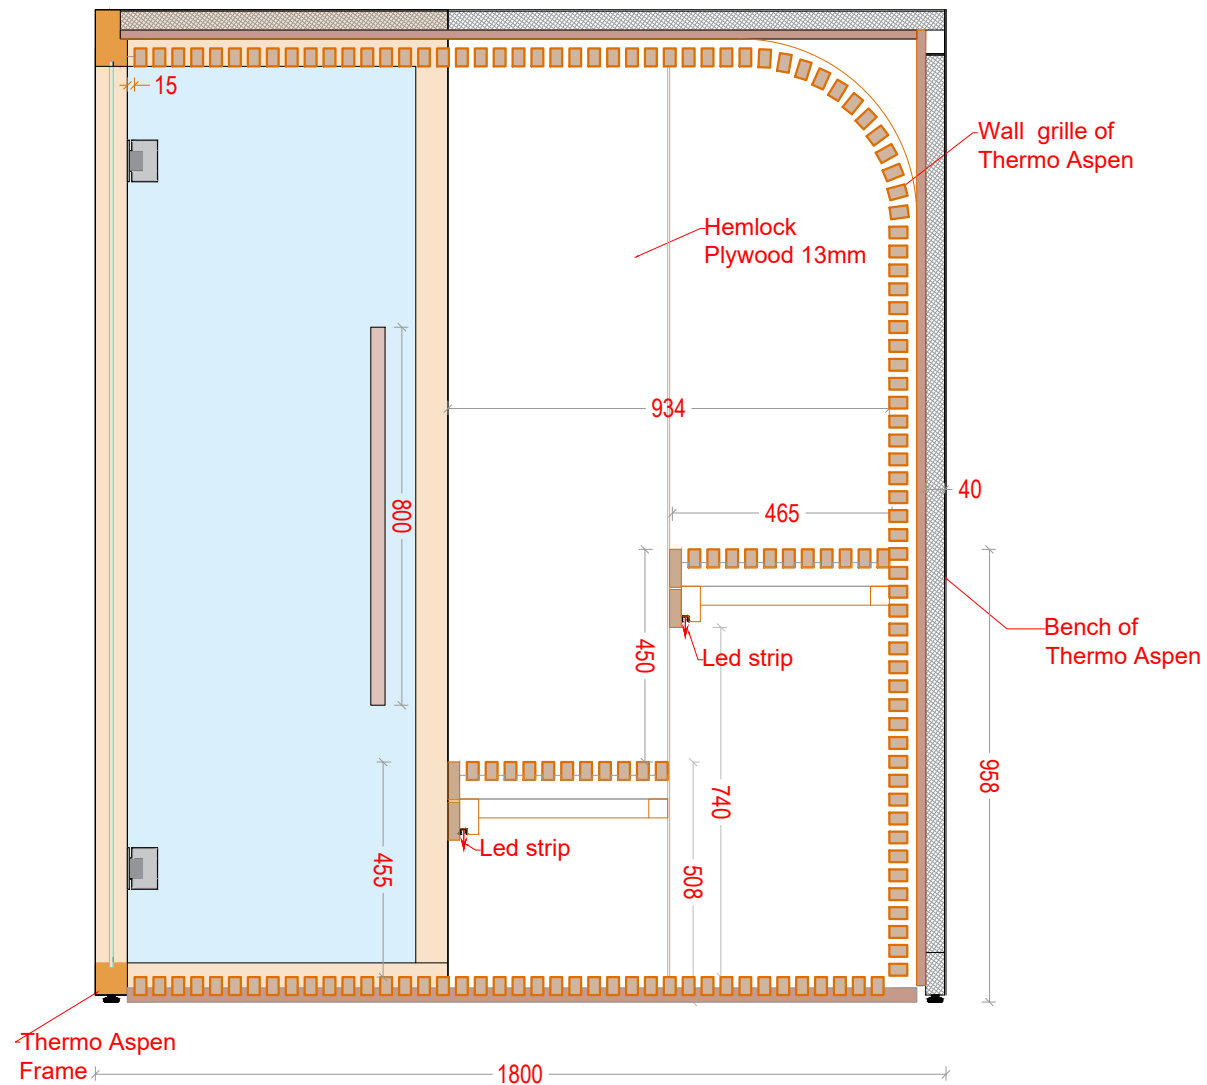 15
Wall grille of
Thermo Aspen
Hemlock
Plywood 13mm
934
40
800
465
450
Led strip
Bench of
Thermo Aspen
958
740
455
Led strip
508
Thermo Aspen
Frame
1800